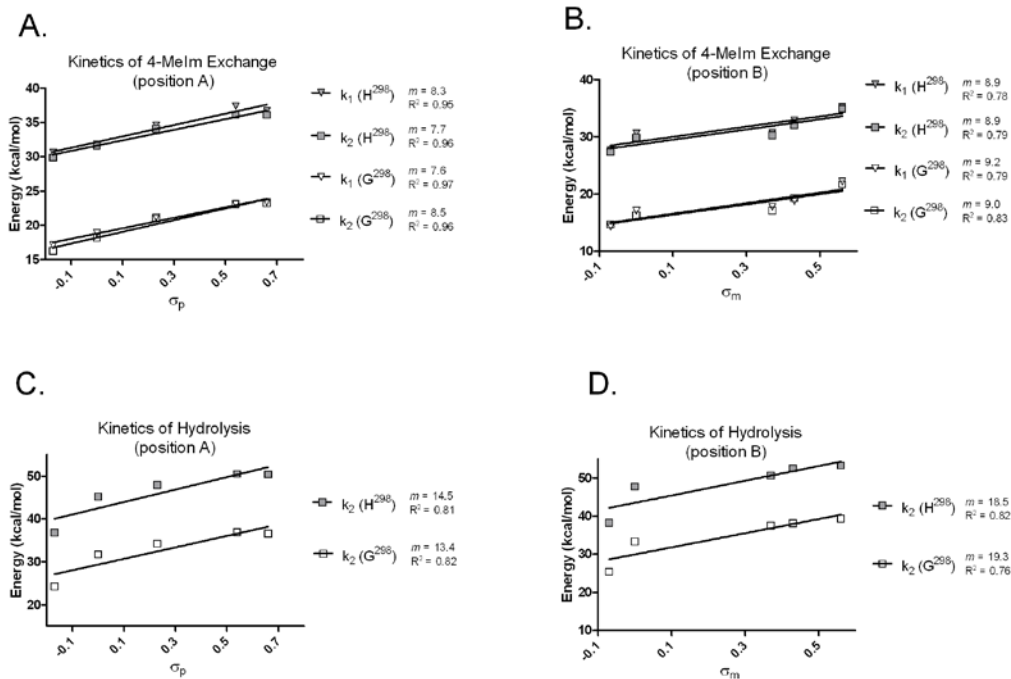 A.
Kinetics of 4-MeIm Exchange
(position A)
Energy (kcal/mol)
40
35
30
25
20
15
-0.1
0.1
0.3
0.5
0.7
σp
k1 (H298) m = 8.3
R2 = 0.95
k2 (H298) m = 7.7
R2 = 0.96
k1 (G298) m = 7.6
R2 = 0.97
k2 (G298) m = 8.5
R2 = 0.96
B.
Kinetics of 4-MeIm Exchange
(position B)
Energy (kcal/mol)
40
30
20
10
-0.1
0.1
0.3
0.5
σm
k1 (H298) m = 8.9
R2 = 0.78
k2 (H298) m = 8.9
R2 = 0.79
k1 (G298) m = 9.2
R2 = 0.79
k2 (G298) m = 9.0
R2 = 0.83
C.
Kinetics of Hydrolysis
(position A)
Energy (kcal/mol)
50
40
30
20
-0.1
0.1
0.3
0.5
0.7
σp
k2 (H298) m = 14.5
R2 = 0.81
k2 (G298) m = 13.4
R2 = 0.82
D.
Kinetics of Hydrolysis
(position B)
Energy (kcal/mol)
50
40
30
20
10
-0.1
0.1
0.3
0.5
σm
k2 (H298) m = 18.5
R2 = 0.82
k2 (G298) m = 19.3
R2 = 0.76